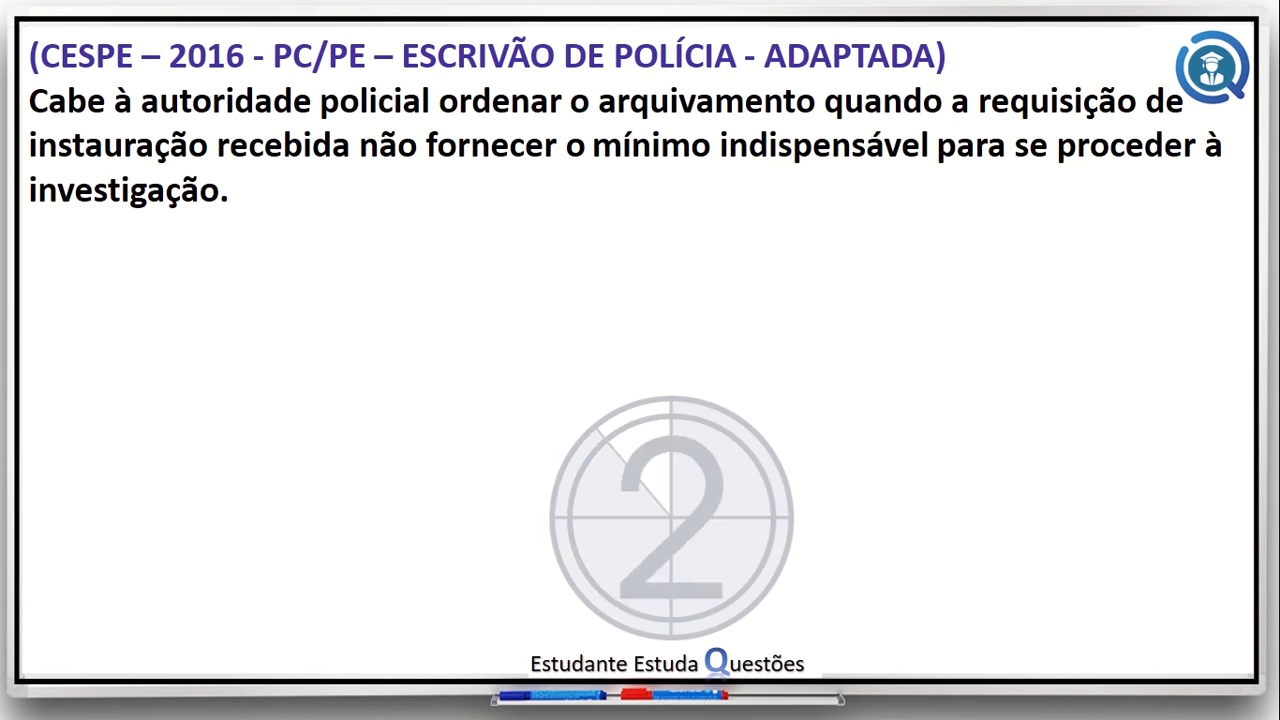 (CESPE – 2016 - PC/PE – ESCRIVÃO DE POLÍCIA - ADAPTADA)
Cabe à autoridade policial ordenar o arquivamento quando a requisição de
instauração recebida não fornecer o mínimo indispensável para se proceder à
investigação.
2
Estudante Estuda Questões